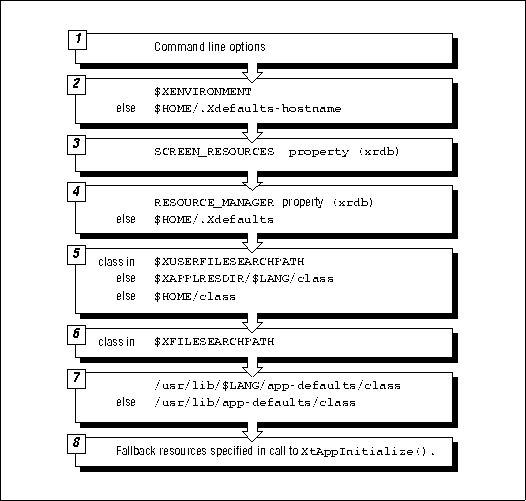 1
Command line options
2
$XENVIRONMENT
else $HOME/.Xdefaults-hostname
3
SCREEN_RESOURCES property (xrdb)
4
RESOURCE_MANAGER property (xrdb)
else $HOME/.Xdefaults
5
class in $XUSERFILESEARCHPATH
else $XAPPLRESDIR/$LANG/class
else $HOME/class
6
class in $XFILESEARCHPATH
7
/usr/lib/$LANG/app-defaults/class
else /usr/lib/app-defaults/class
8
Fallback resources specified in call to XtAppInitialize().